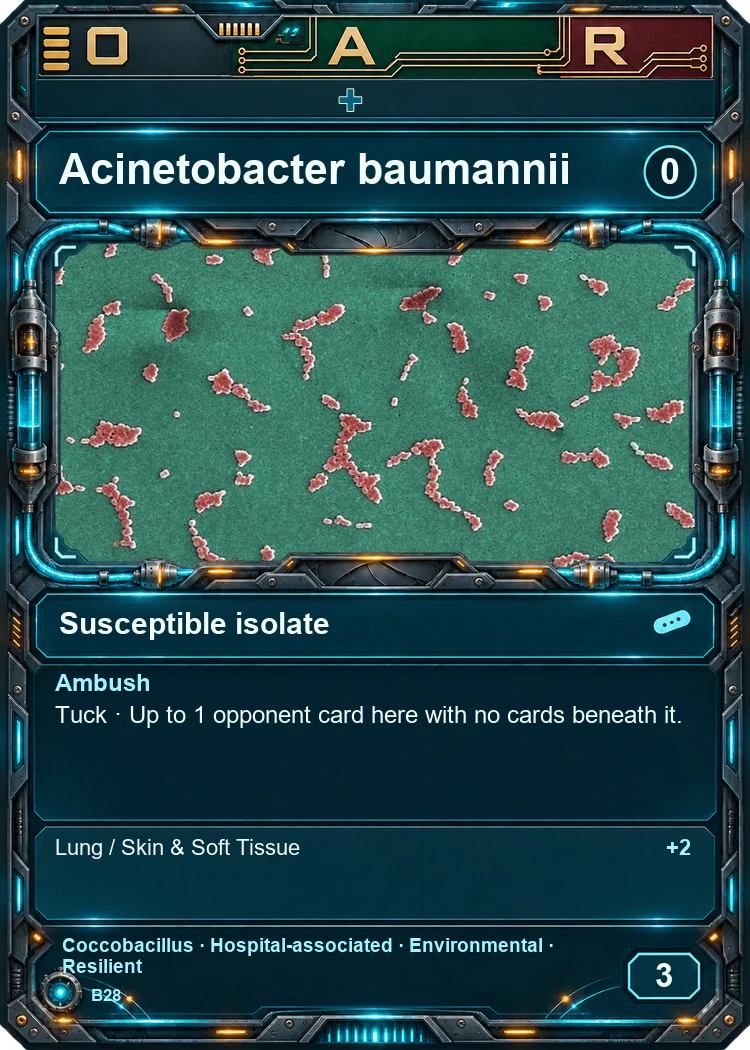 O A R
+
Acinetobacter baumannii 0
Susceptible isolate
Ambush
Tuck · Up to 1 opponent card here with no cards beneath it.
Lung / Skin & Soft Tissue +2
Coccobacillus · Hospital-associated · Environmental ·
Resilient
B28
3